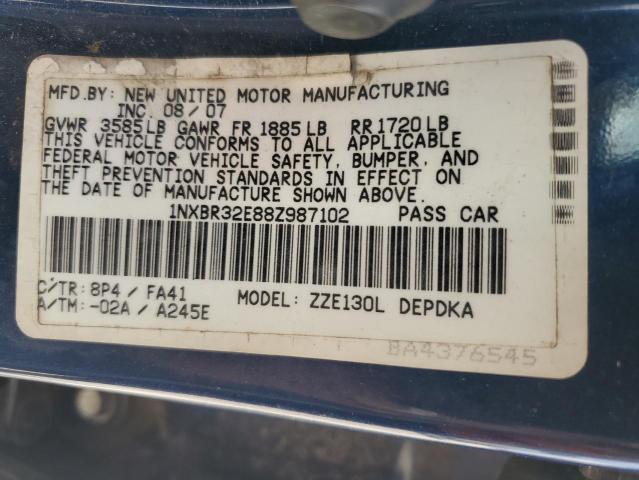 MFD.BY: NEW UNITED MOTOR MANUFACTURING
INC. 08/07
GVWR 3585LB GAWR FR 1885LB RR1720LB
THIS VEHICLE CONFORMS TO ALL APPLICABLE
FEDERAL MOTOR VEHICLE SAFETY, BUMPER, AND
THEFT PREVENTION STANDARDS IN EFFECT ON
THE DATE OF MANUFACTURE SHOWN ABOVE.
1NXBR32E88Z987102 PASS CAR
C/TR: 8P4 / FA41
A/TM:-02A / A245E
MODEL: ZZE130L DEPDKA
BA4376545